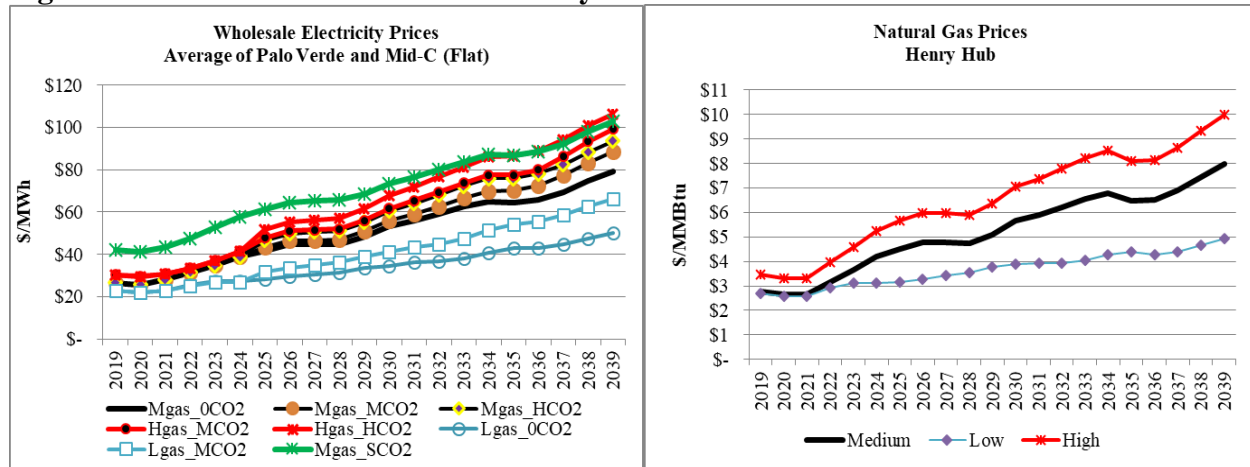 Wholesale Electricity Prices
Average of Palo Verde and Mid-C (Flat)
$/MWh
$120
$100
$80
$60
$40
$20
$-
2019 2020 2021 2022 2023 2024 2025 2026 2027 2028 2029 2030 2031 2032 2033 2034 2035 2036 2037 2038 2039
Mgas_0CO2 Mgas_MCO2 Mgas_HCO2
Hgas_MCO2 Hgas_HCO2 Lgas_0CO2
Lgas_MCO2 Mgas_SCO2
Natural Gas Prices
Henry Hub
$/MMBtu
$11
$10
$9
$8
$7
$6
$5
$4
$3
$2
$1
$-
2019 2020 2021 2022 2023 2024 2025 2026 2027 2028 2029 2030 2031 2032 2033 2034 2035 2036 2037 2038 2039
Medium Low High